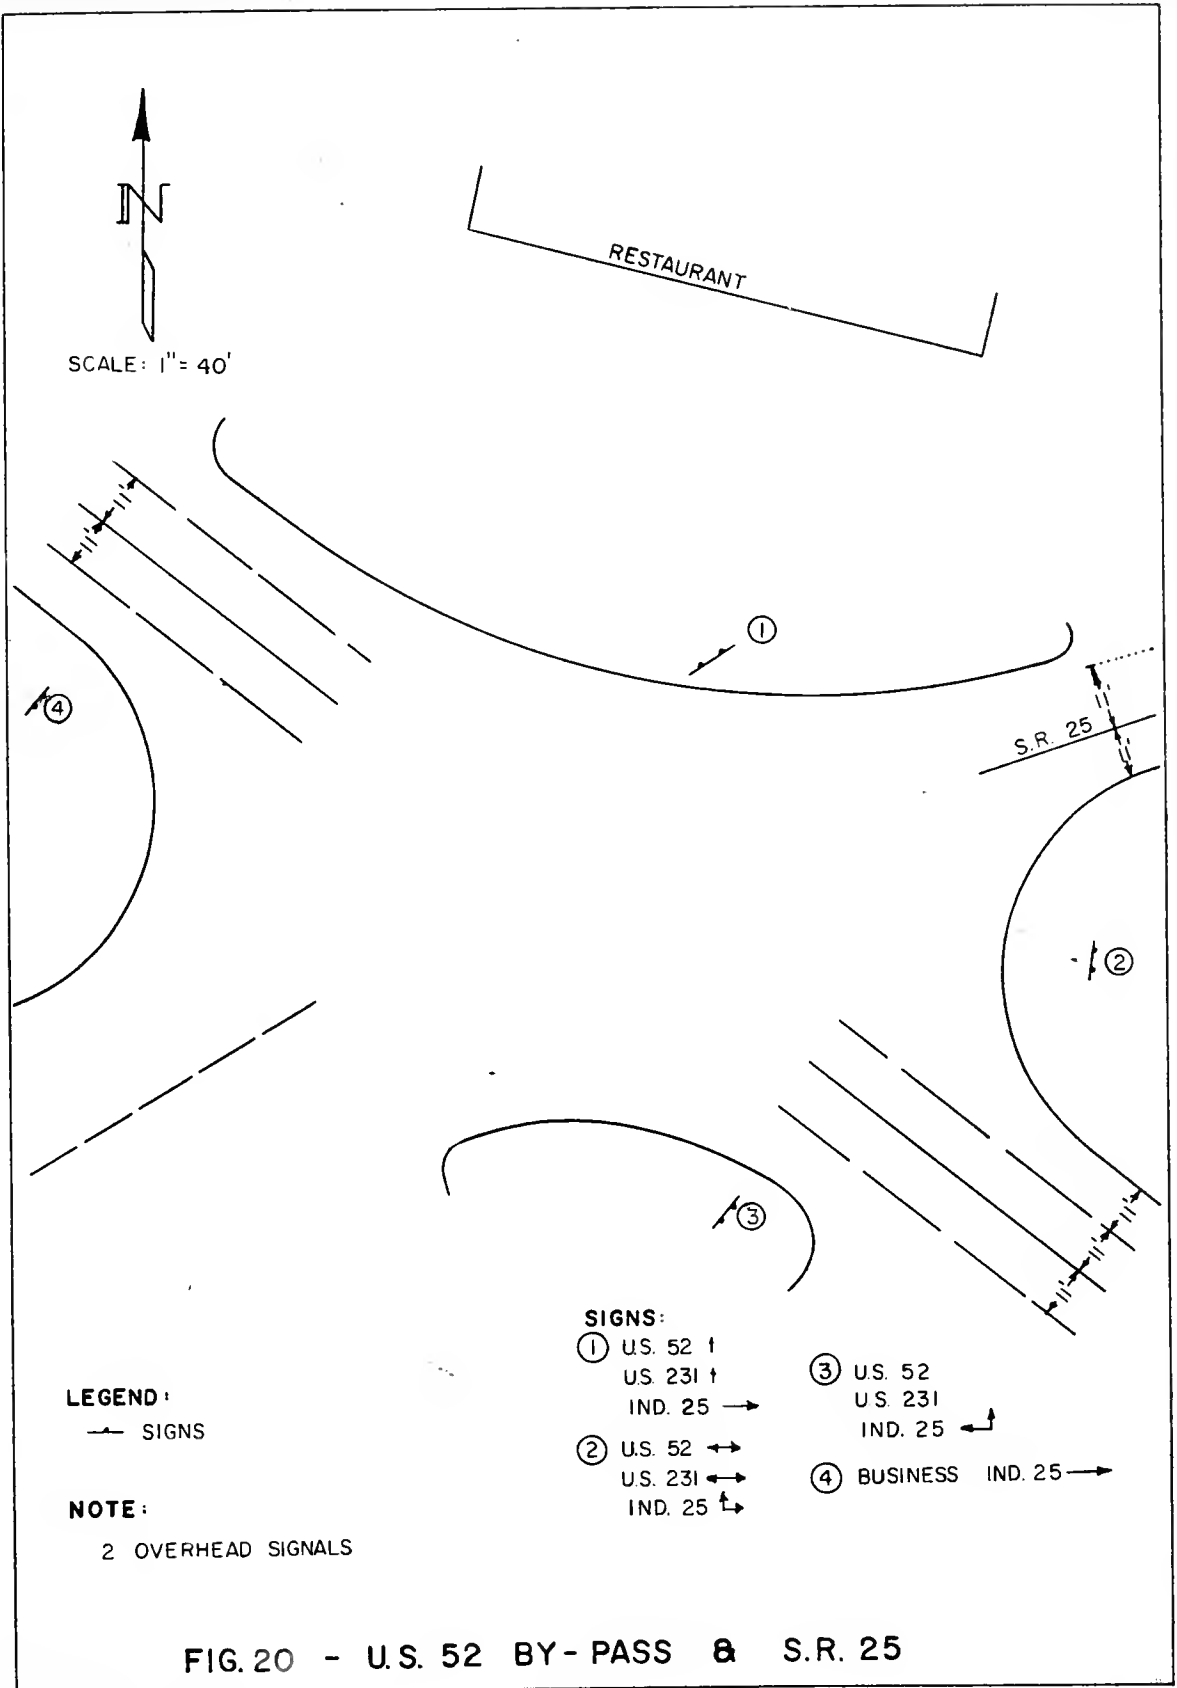 N
SCALE: 1"= 40'
RESTAURANT
11'
11'
①
④
S.R. 25
11'
11'
②
③
11'
11'
11'
SIGNS:
① U.S. 52 ↑
U.S. 231 ↑
IND. 25 →
② U.S. 52 ↔
U.S. 231 ↔
IND. 25 ↑→
③ U.S. 52
U.S. 231
IND. 25 ←↑
④ BUSINESS IND. 25 →
LEGEND:
SIGNS
NOTE:
2 OVERHEAD SIGNALS
FIG. 20 - U.S. 52 BY-PASS & S.R. 25